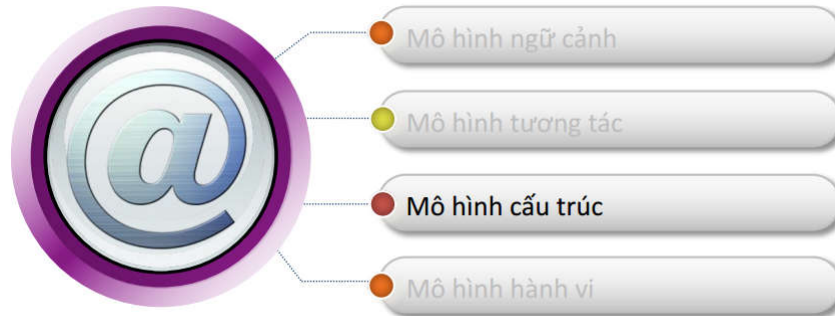 @
Mô hình ngữ cảnh
Mô hình tương tác
Mô hình cấu trúc
Mô hình hành vi